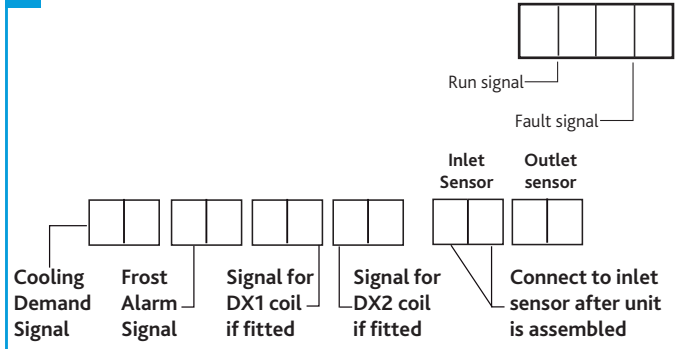 Run signal
Fault signal
Inlet
Sensor
Outlet
sensor
Cooling
Demand
Signal
Frost
Alarm
Signal
Signal for
DX1 coil
if fitted
Signal for
DX2 coil
if fitted
Connect to inlet
sensor after unit
is assembled